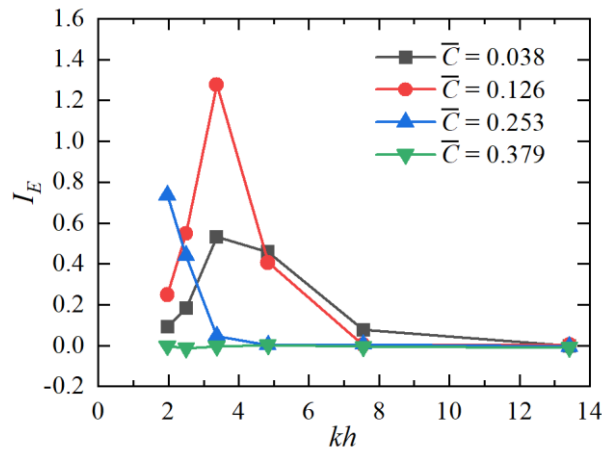 1.6
1.4
1.2
1.0
0.8
0.6
0.4
0.2
0.0
-0.2
I_E
C̅ = 0.038
C̅ = 0.126
C̅ = 0.253
C̅ = 0.379
0 2 4 6 8 10 12 14
kh